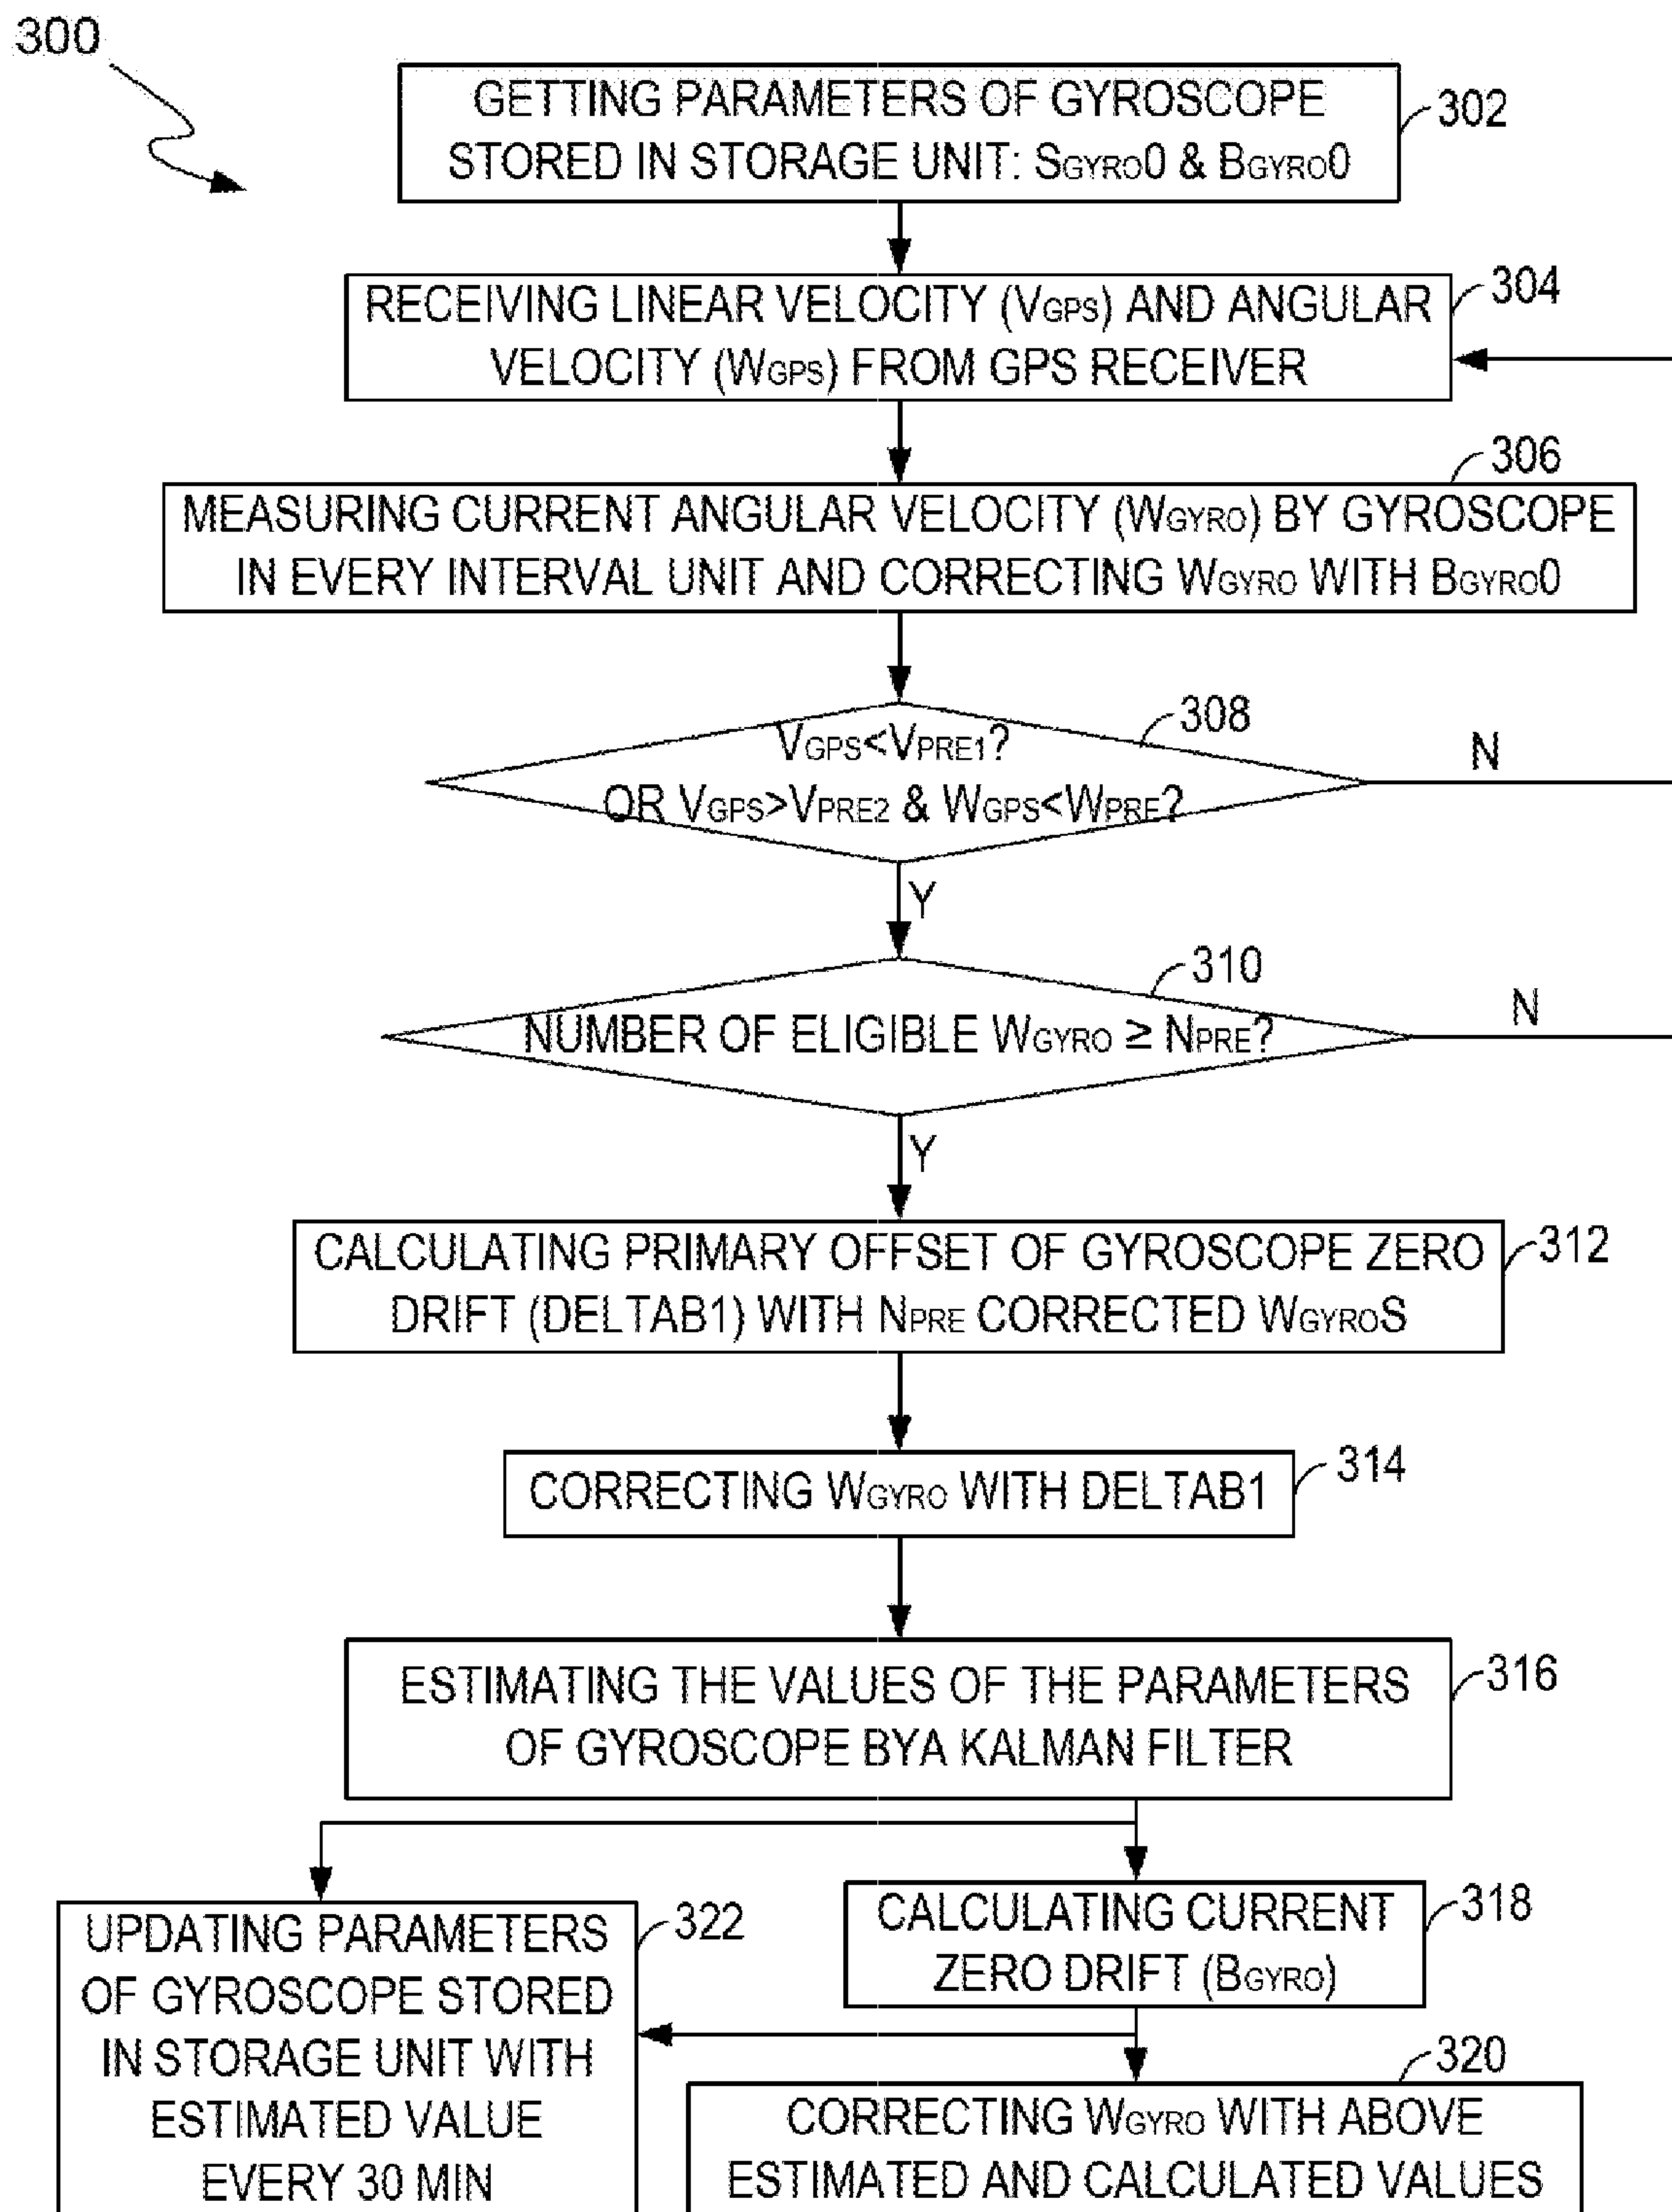 300
GETTING PARAMETERS OF GYROSCOPE
STORED IN STORAGE UNIT: SGYRO0 & BGYRO0
302
RECEIVING LINEAR VELOCITY (VGPS) AND ANGULAR
VELOCITY (WGPS) FROM GPS RECEIVER
304
306
MEASURING CURRENT ANGULAR VELOCITY (WGYRO) BY GYROSCOPE
IN EVERY INTERVAL UNIT AND CORRECTING WGYRO WITH BGYRO0
308
VGPS<VPRE1?
OR VGPS>VPRE2 & WGPS<WPRE?
N
Y
310
NUMBER OF ELIGIBLE WGYRO ≥ NPRE?
N
Y
CALCULATING PRIMARY OFFSET OF GYROSCOPE ZERO
DRIFT (DELTAB1) WITH NPRE CORRECTED WGYROS
312
CORRECTING WGYRO WITH DELTAB1
314
ESTIMATING THE VALUES OF THE PARAMETERS
OF GYROSCOPE BYA KALMAN FILTER
316
UPDATING PARAMETERS
OF GYROSCOPE STORED
IN STORAGE UNIT WITH
ESTIMATED VALUE
EVERY 30 MIN
322
CALCULATING CURRENT
ZERO DRIFT (BGYRO)
318
320
CORRECTING WGYRO WITH ABOVE
ESTIMATED AND CALCULATED VALUES